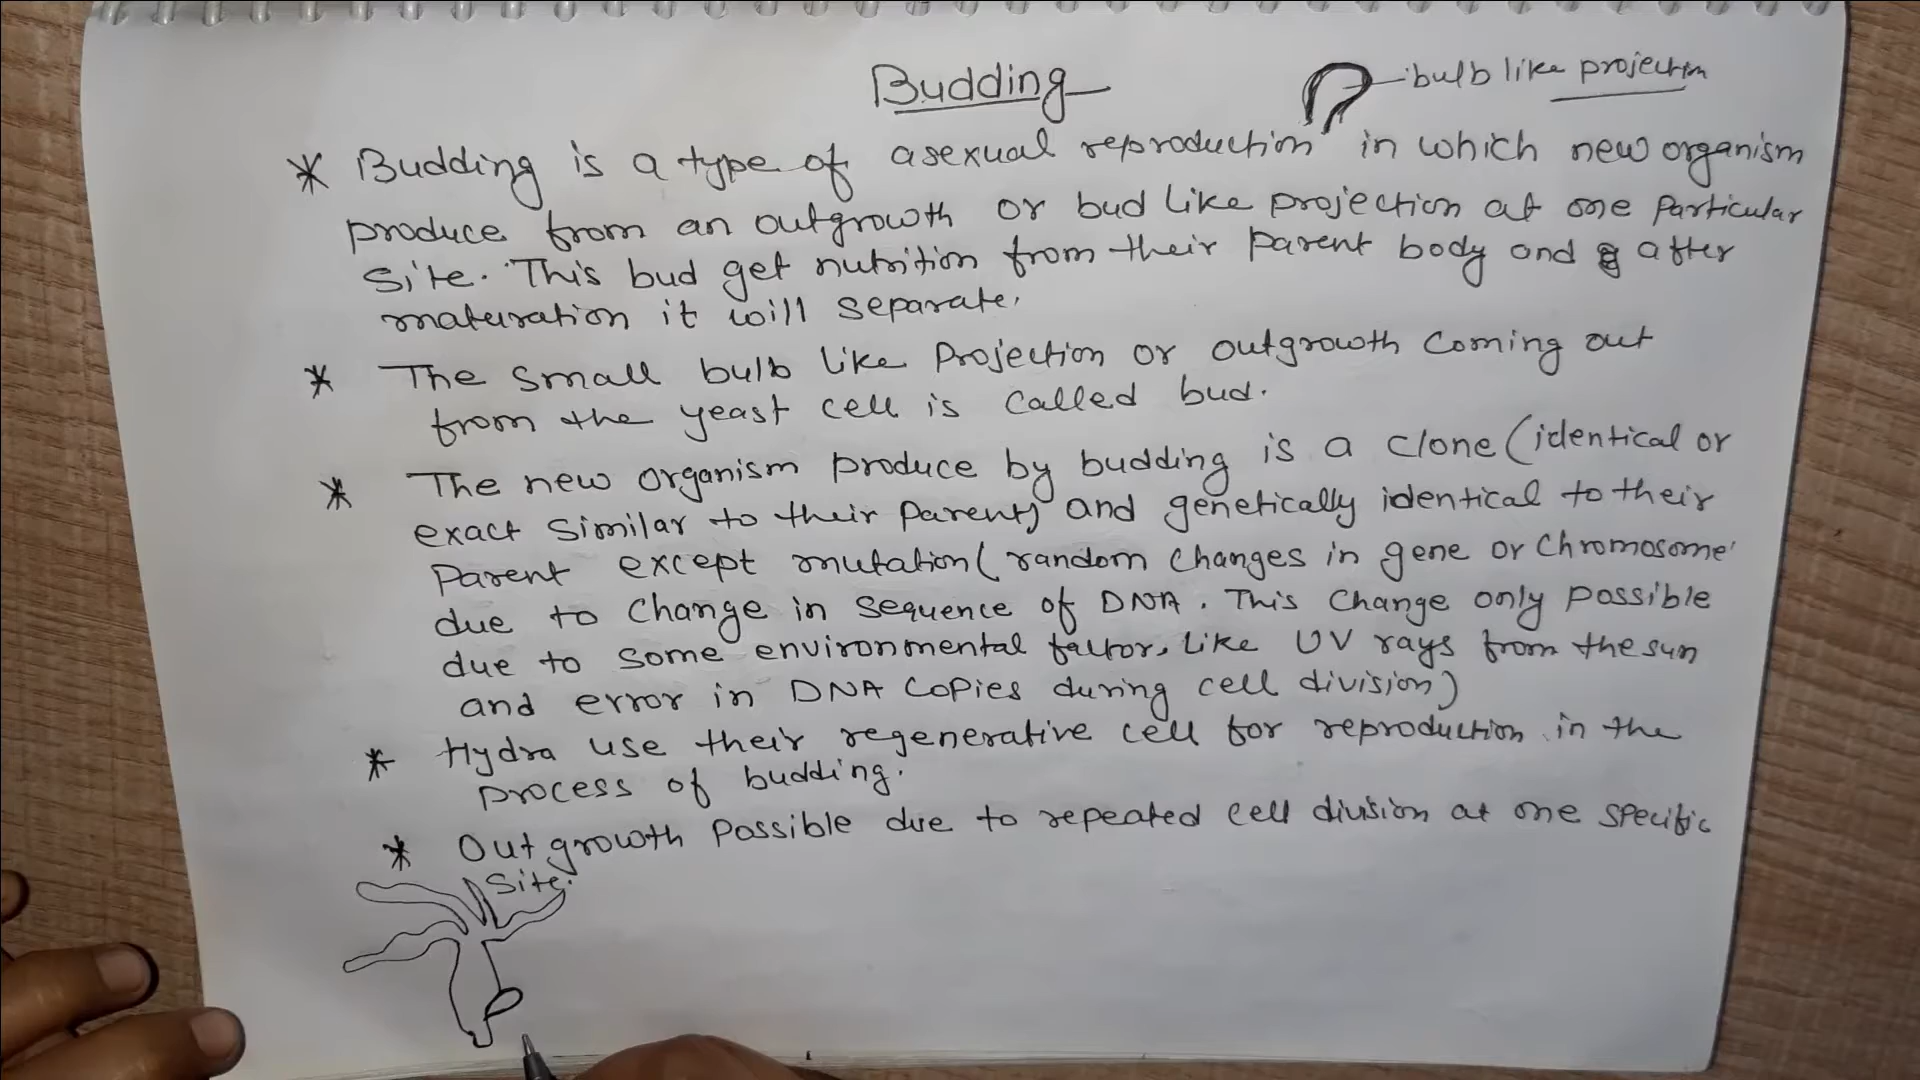 Budding
bulb like projection
* Budding is a type of asexual reproduction in which new organism
produce from an outgrowth or bud like projection at one particular
site. This bud get nutrition from their parent body and after
maturation it will separate.
* The small bulb like projection or outgrowth coming out
from the yeast cell is called bud.
* The new organism produce by budding is a clone (identical or
exact similar to their parent) and genetically identical to their
parent except mutation (random changes in gene or chromosome
due to change in sequence of DNA. This change only possible
due to some environmental factor, like UV rays from the sun
and error in DNA copies during cell division)
* Hydra use their regenerative cell for reproduction in the
process of budding.
* Out growth possible due to repeated cell division at one specific
site.